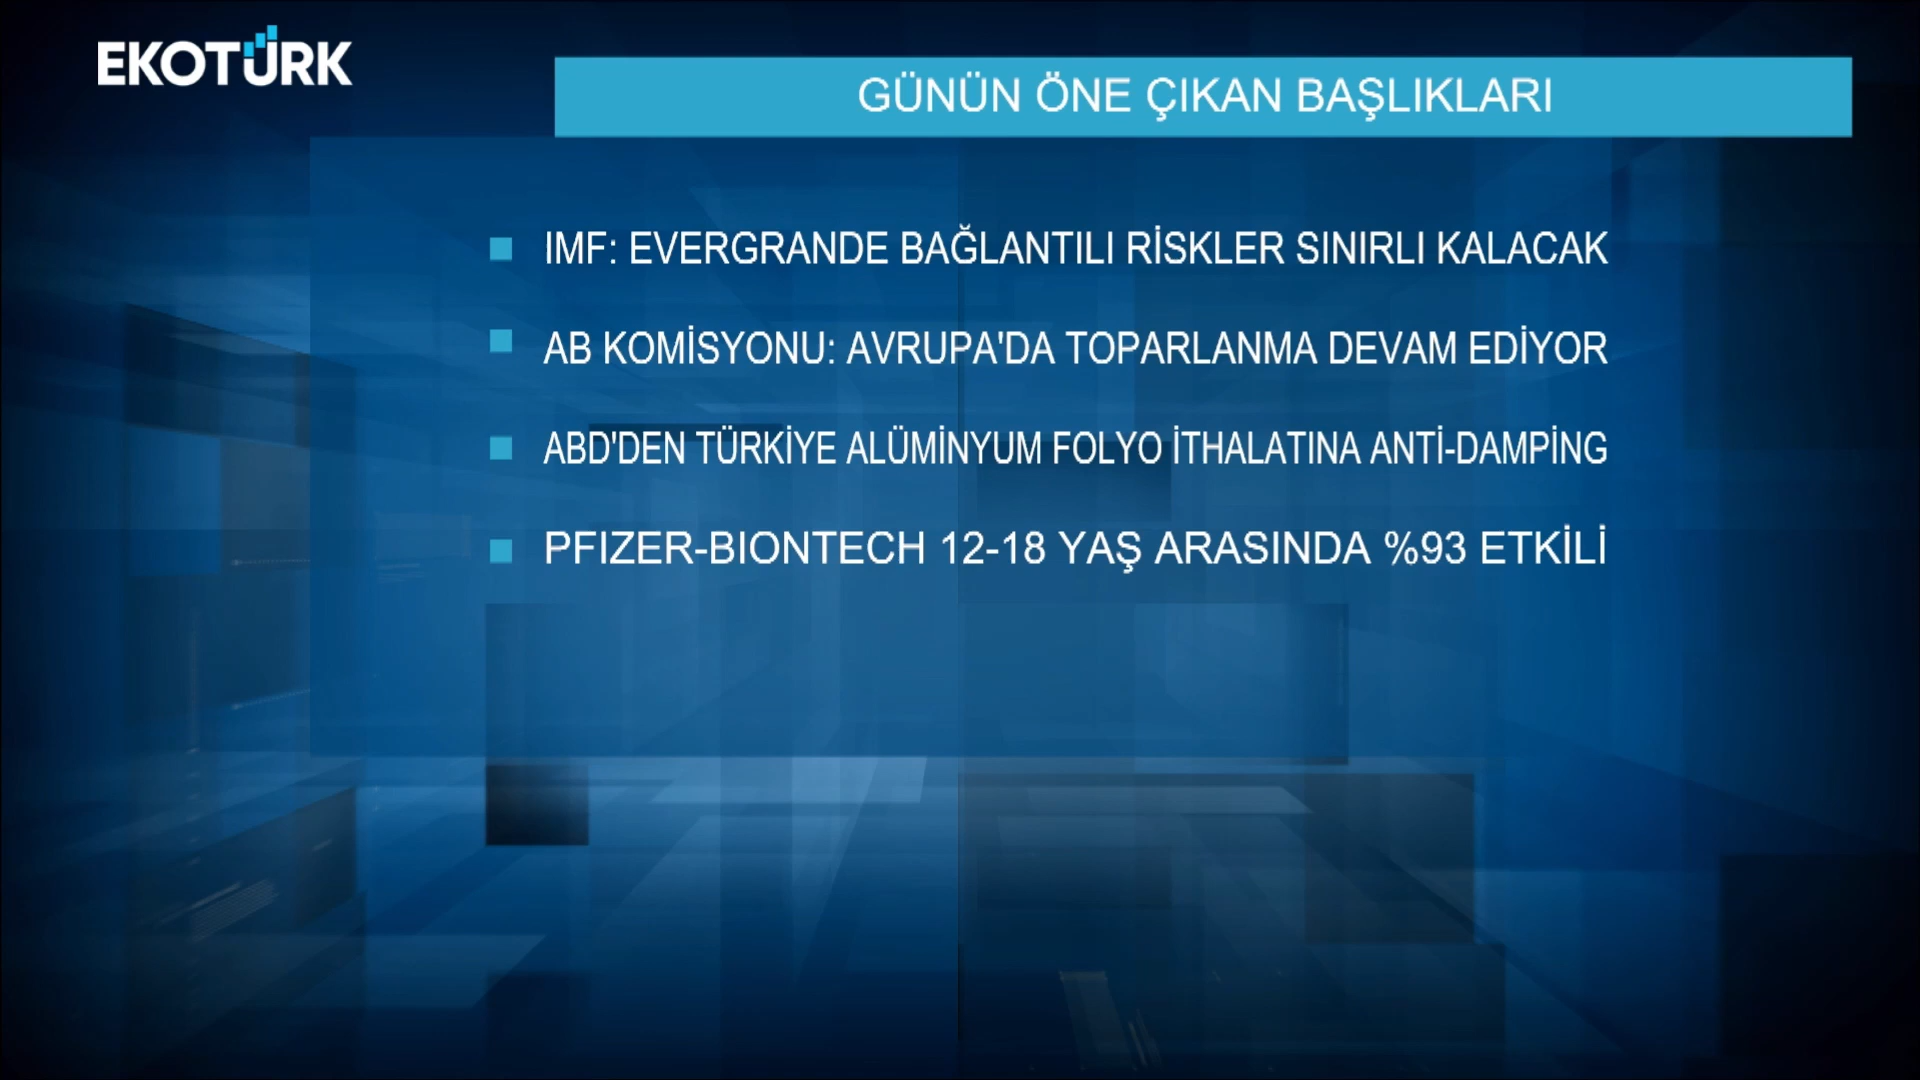 EKOTÜRK
GÜNÜN ÖNE ÇIKAN BAŞLIKLARI
IMF: EVERGRANDE BAĞLANTILI RİSKLER SINIRLI KALACAK
AB KOMİSYONU: AVRUPA'DA TOPARLANMA DEVAM EDİYOR
ABD'DEN TÜRKİYE ALÜMİNYUM FOLYO İTHALATINA ANTİ-DAMPİNG
PFIZER-BIONTECH 12-18 YAŞ ARASINDA %93 ETKİLİ